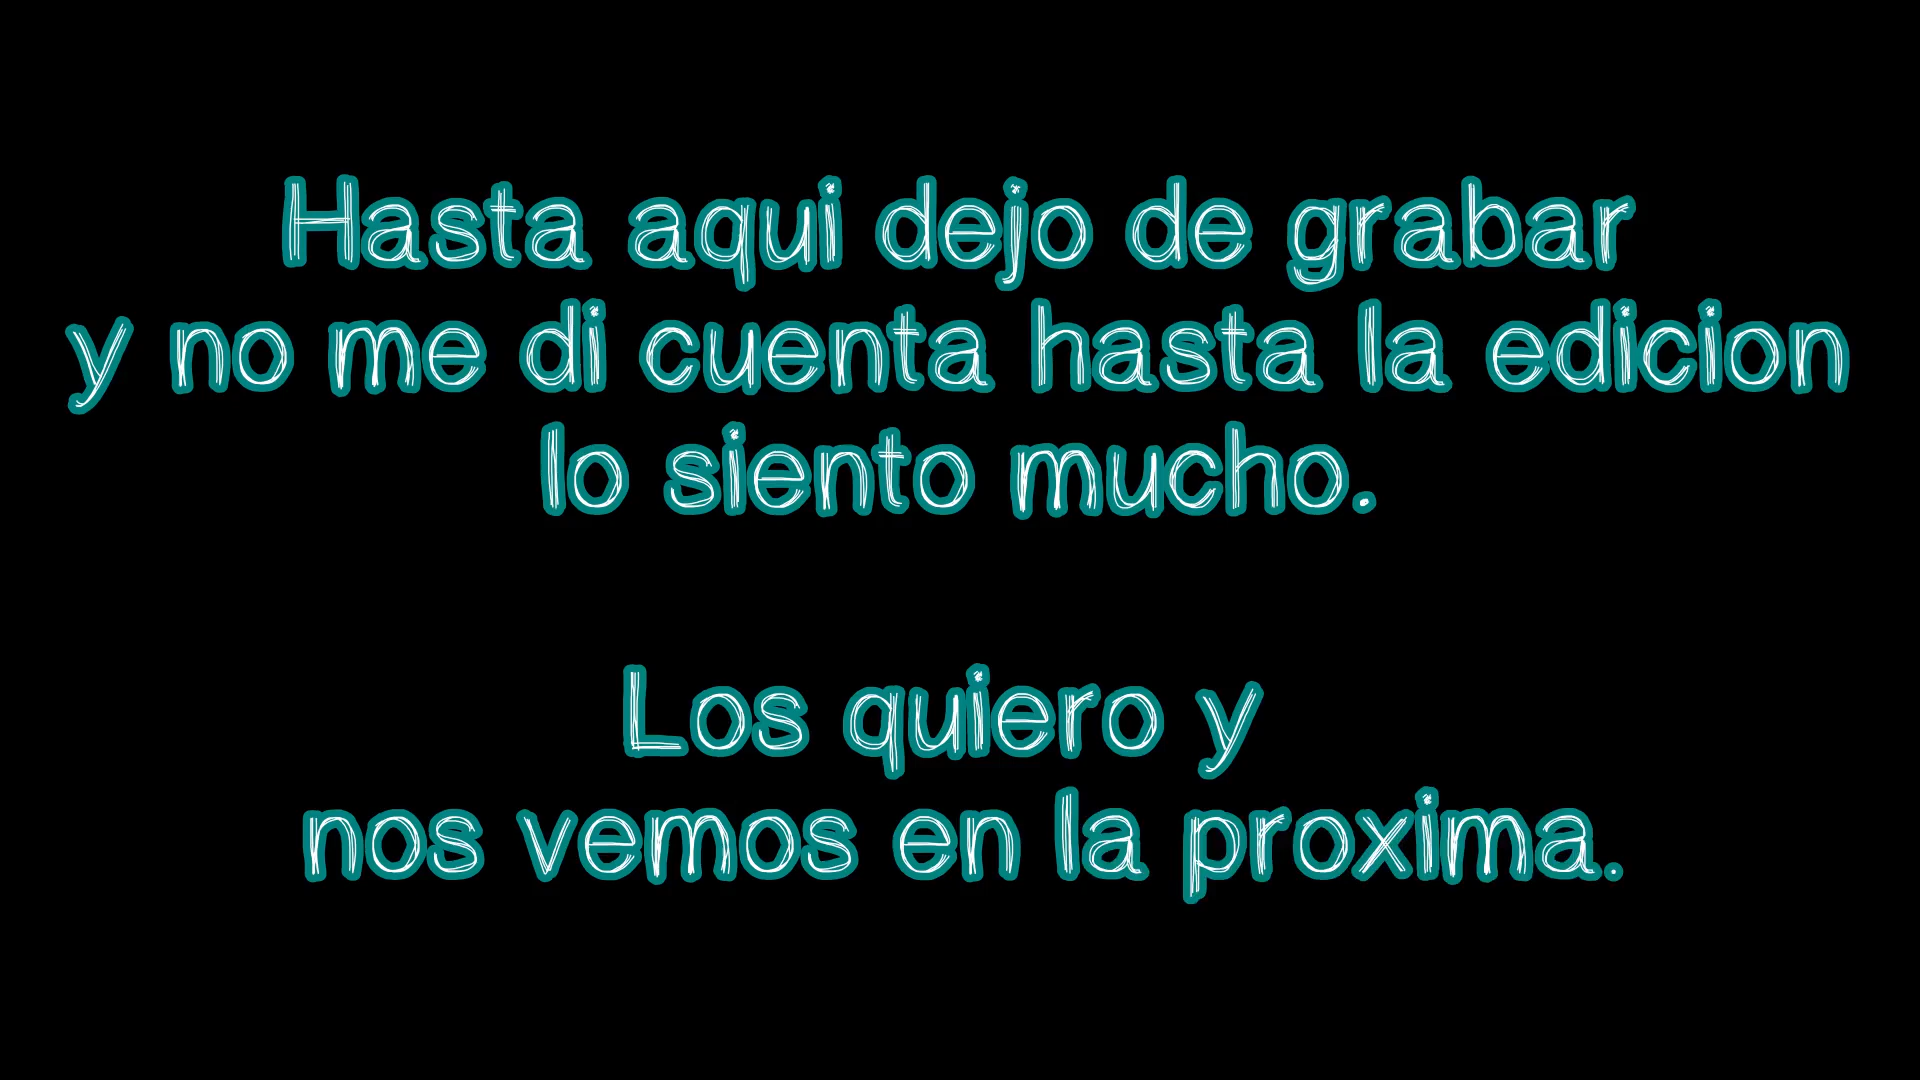 Hasta aqui dejo de grabar
y no me di cuenta hasta la edicion
lo siento mucho.
Los quiero y
nos vemos en la proxima.